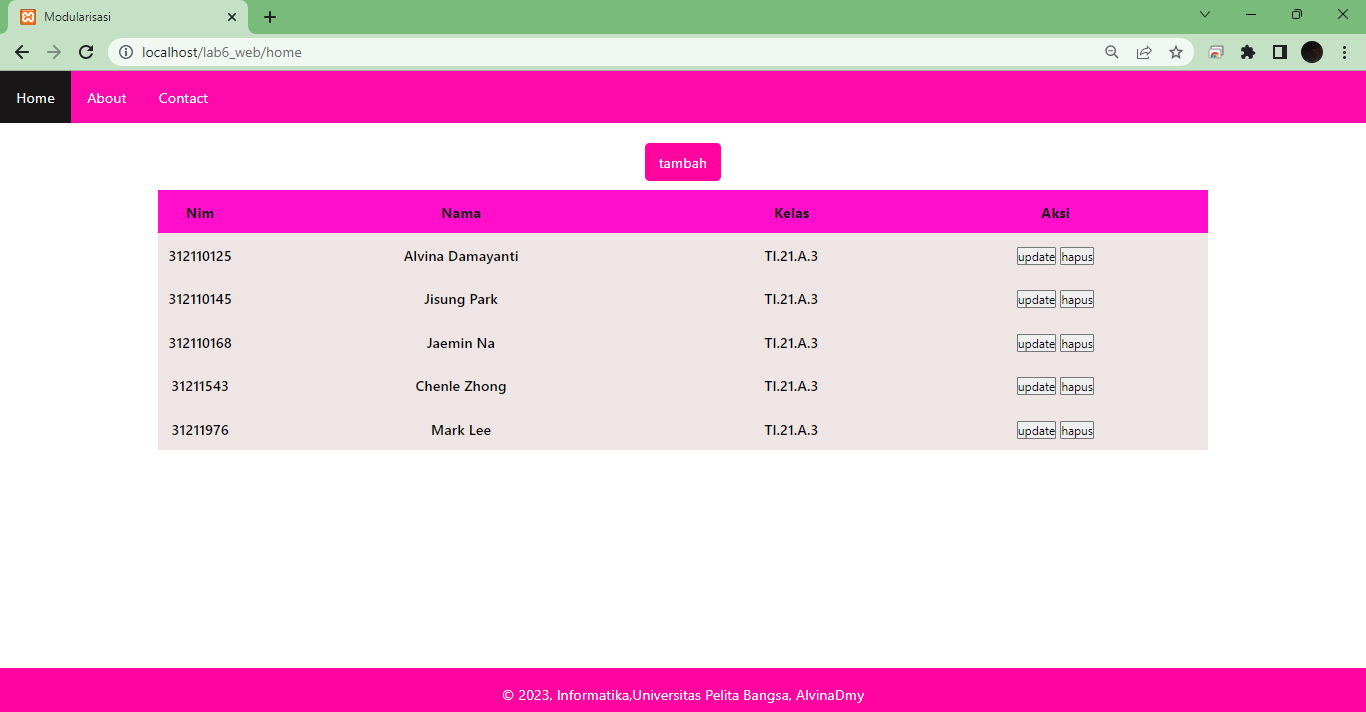 Modularisasi
localhost/lab6_web/home
Home About Contact
tambah
Nim Nama Kelas Aksi
312110125 Alvina Damayanti TI.21.A.3 update hapus
312110145 Jisung Park TI.21.A.3 update hapus
312110168 Jaemin Na TI.21.A.3 update hapus
31211543 Chenle Zhong TI.21.A.3 update hapus
31211976 Mark Lee TI.21.A.3 update hapus
© 2023, Informatika,Universitas Pelita Bangsa, AlvinaDmy